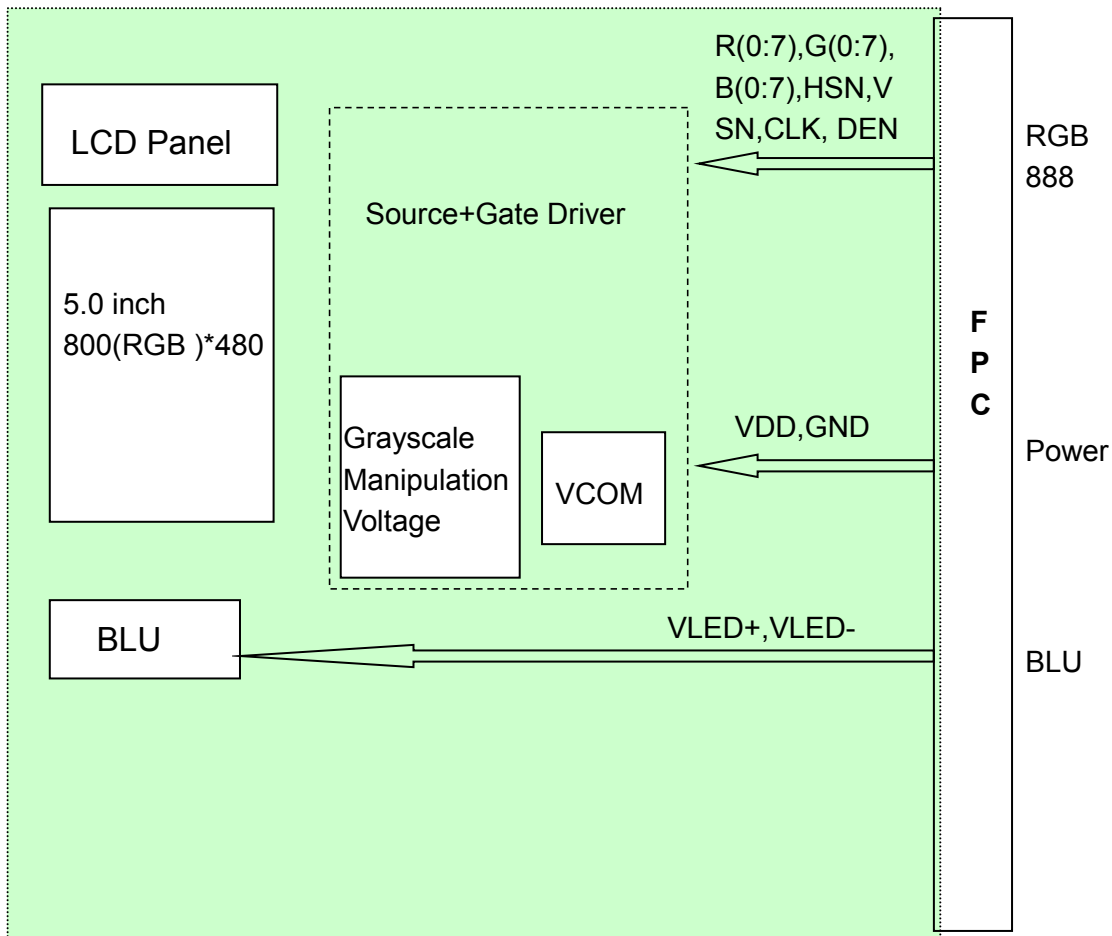 LCD Panel
5.0 inch
800(RGB )*480
BLU
Source+Gate Driver
Grayscale
Manipulation
Voltage
VCOM
R(0:7),G(0:7),
B(0:7),HSN,V
SN,CLK, DEN
VDD,GND
VLED+,VLED-
F
P
C
RGB
888
Power
BLU